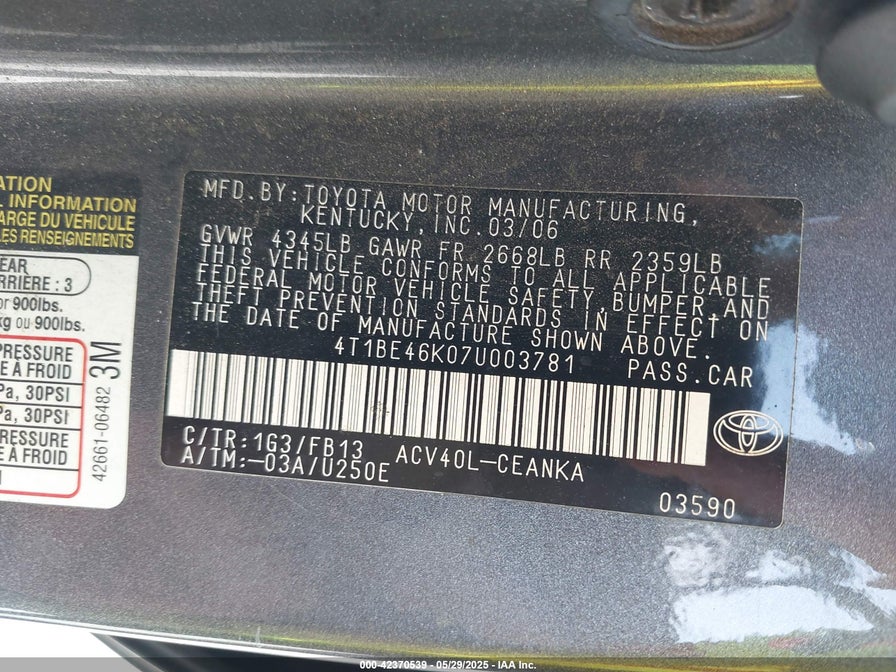 ATION
INFORMATION
ARGE DU VEHICULE
LES RENSEIGNEMENTS
EAR
ARRIERE : 3
or 900lbs.
kg ou 900lbs.
PRESSURE
E A FROID
Pa, 30PSI
Pa, 30PSI
PRESSURE
E A FROID
42661-06482 3M
MFD.BY:TOYOTA MOTOR MANUFACTURING,
KENTUCKY,INC.03/06
GVWR 4345LB GAWR FR 2668LB RR 2359LB
THIS VEHICLE CONFORMS TO ALL APPLICABLE
FEDERAL MOTOR VEHICLE SAFETY,BUMPER,AND
THEFT PREVENTION STANDARDS IN EFFECT ON
THE DATE OF MANUFACTURE SHOWN ABOVE.
4T1BE46K07U003781 PASS.CAR
C/TR:1G3/FB13 ACV40L-CEANKA
A/TM:-03A/U250E
03590
000-42370539 - 05/29/2025 - IAA Inc.